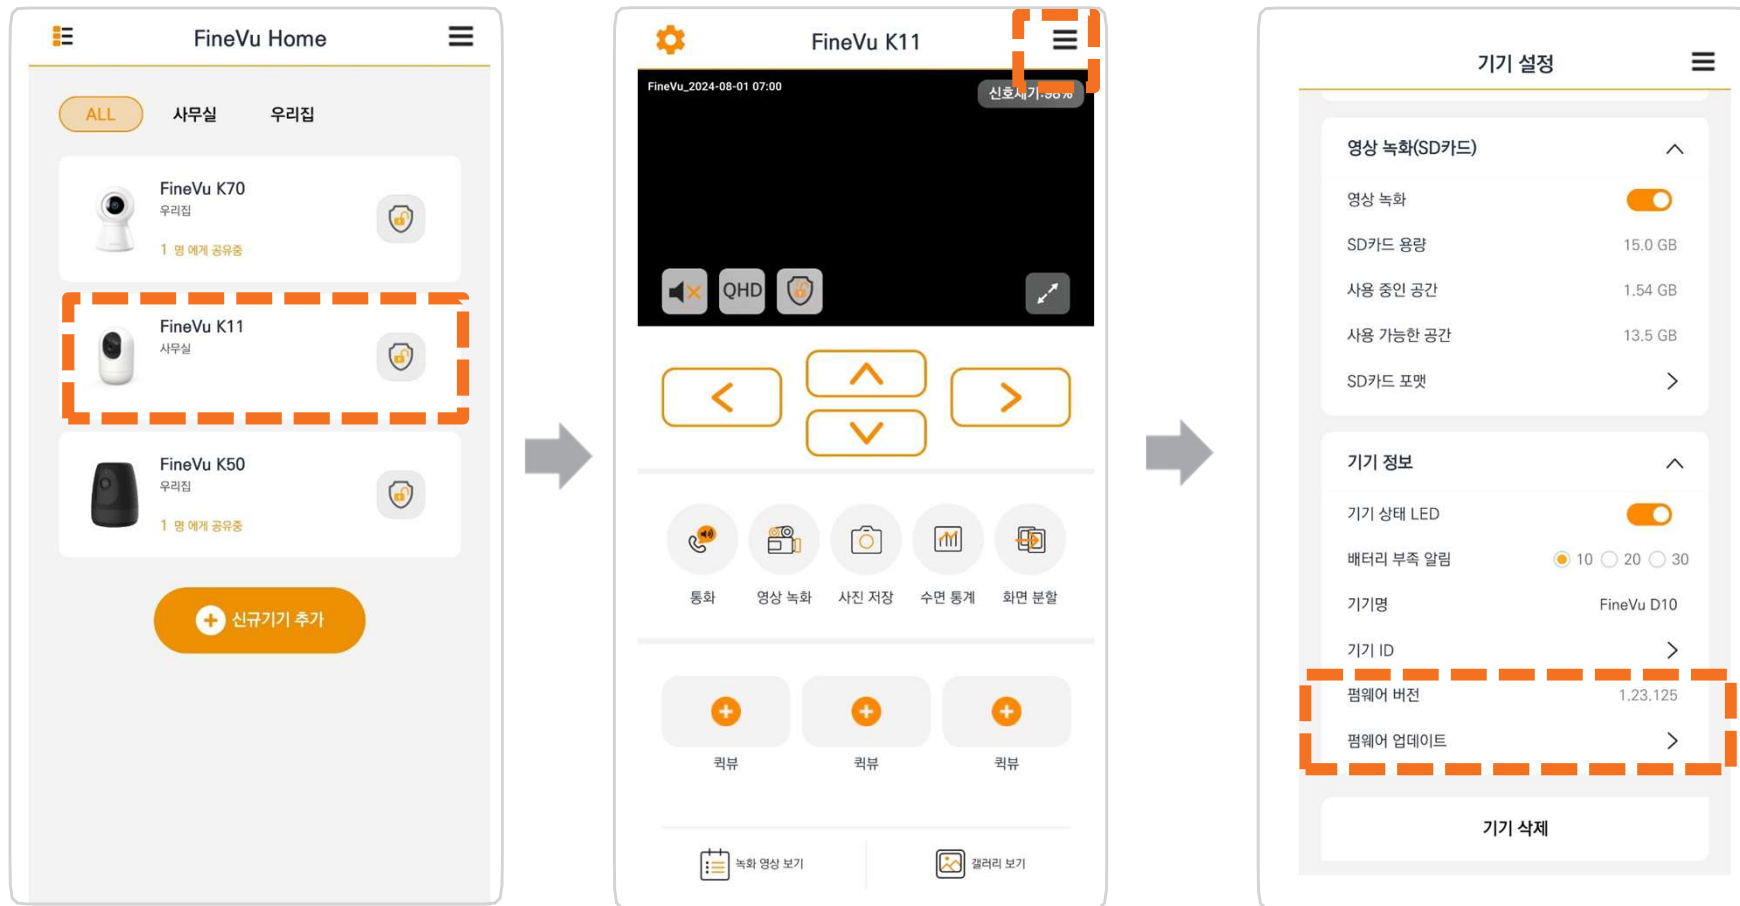 FineVu Home
ALL 사무실 우리집
FineVu K70
우리집
1 명 에게 공유중
FineVu K11
사무실
FineVu K50
우리집
1 명 에게 공유중
신규기기 추가
FineVu K11
FineVu_2024-08-01 07:00
신호세기:98%
QHD
통화 영상 녹화 사진 저장 수면 통계 화면 분할
퀵뷰 퀵뷰 퀵뷰
녹화 영상 보기 갤러리 보기
기기 설정
영상 녹화(SD카드)
영상 녹화
SD카드 용량 15.0 GB
사용 중인 공간 1.54 GB
사용 가능한 공간 13.5 GB
SD카드 포맷
기기 정보
기기 상태 LED
배터리 부족 알림 10 20 30
기기명 FineVu D10
기기 ID
펌웨어 버전 1.23.125
펌웨어 업데이트
기기 삭제